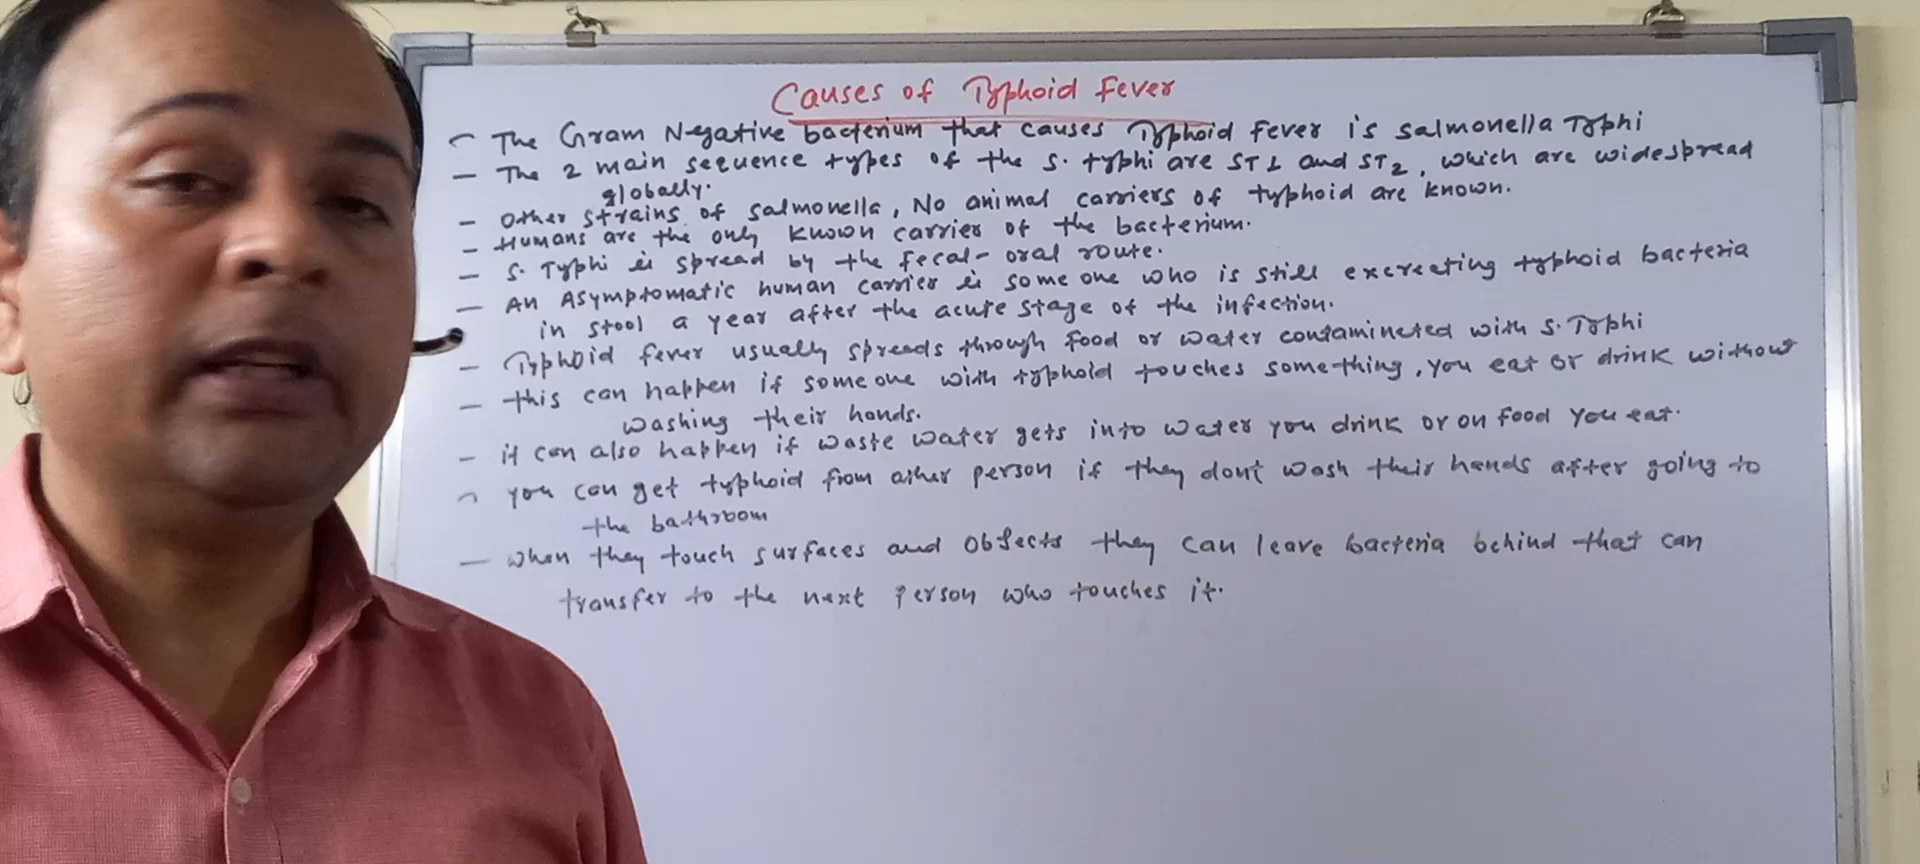 Causes of Typhoid Fever
- The Gram Negative bacterium that causes Typhoid Fever is Salmonella Typhi
- The 2 main sequence types of the S. typhi are ST1 and ST2, which are widespread
globally.
- Other strains of salmonella, No animal carriers of typhoid are known.
- Humans are the only known carrier of the bacterium.
- S. Typhi is spread by the fecal-oral route.
- An Asymptomatic human carrier is some one who is still excreating typhoid bacteria
in stool a year after the acute stage of the infection.
- Typhoid fever usually spreads through food or water contamineted with S. Typhi
- this can happen if some one with typhoid touches something, you eat or drink without
washing their hands.
- it can also happen if waste water gets into water you drink or on food you eat.
- you can get typhoid from other person if they dont wash their hands after going to
the bathroom
- when they touch surfaces and objects they can leave bacteria behind that can
transfer to the next person who touches it.